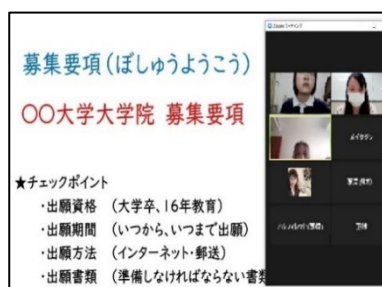 募集要項(ぼしゅうようこう)
〇〇大学大学院 募集要項
★チェックポイント
・出願資格 (大学卒、16年教育)
・出願期間 (いつから、いつまで出願)
・出願方法 (インターネット・郵送)
・出願書類 (準備しなければならない書類